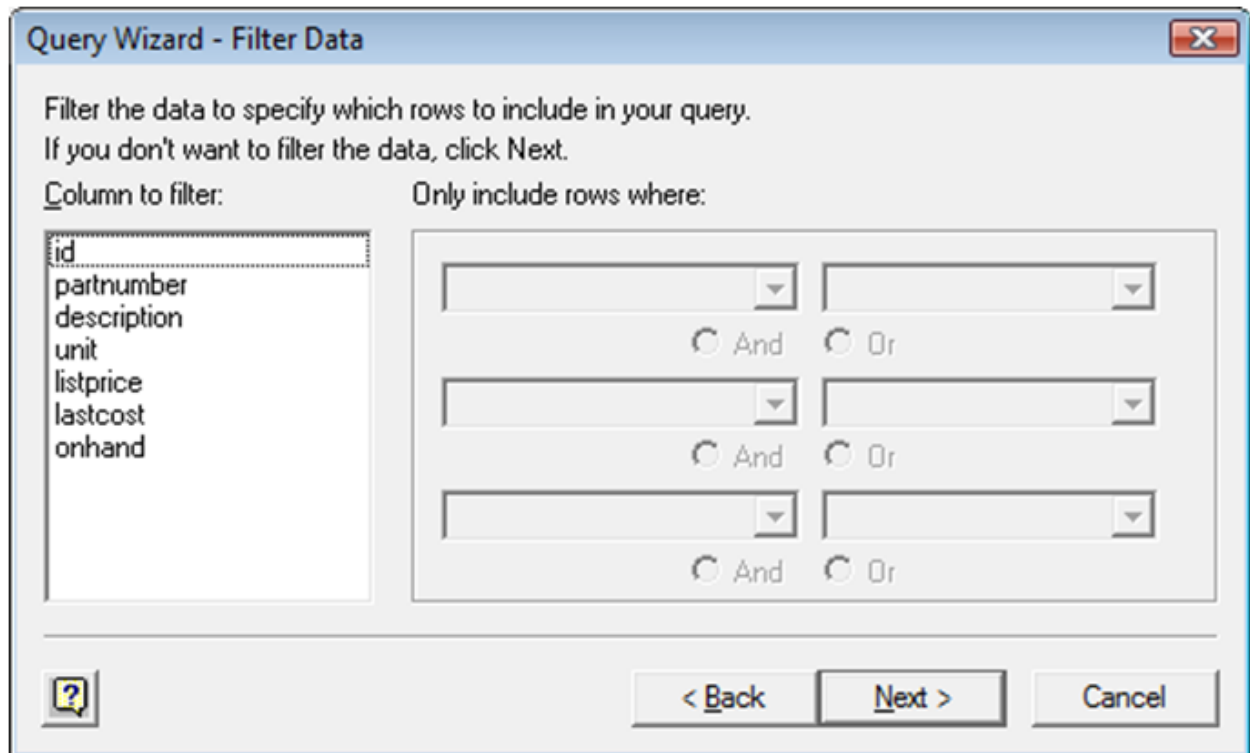 Query Wizard - Filter Data
Filter the data to specify which rows to include in your query.
If you don't want to filter the data, click Next.
Column to filter:
Only include rows where:
id
partnumber
description
unit
listprice
lastcost
onhand
And Or
And Or
And Or
?
< Back Next > Cancel